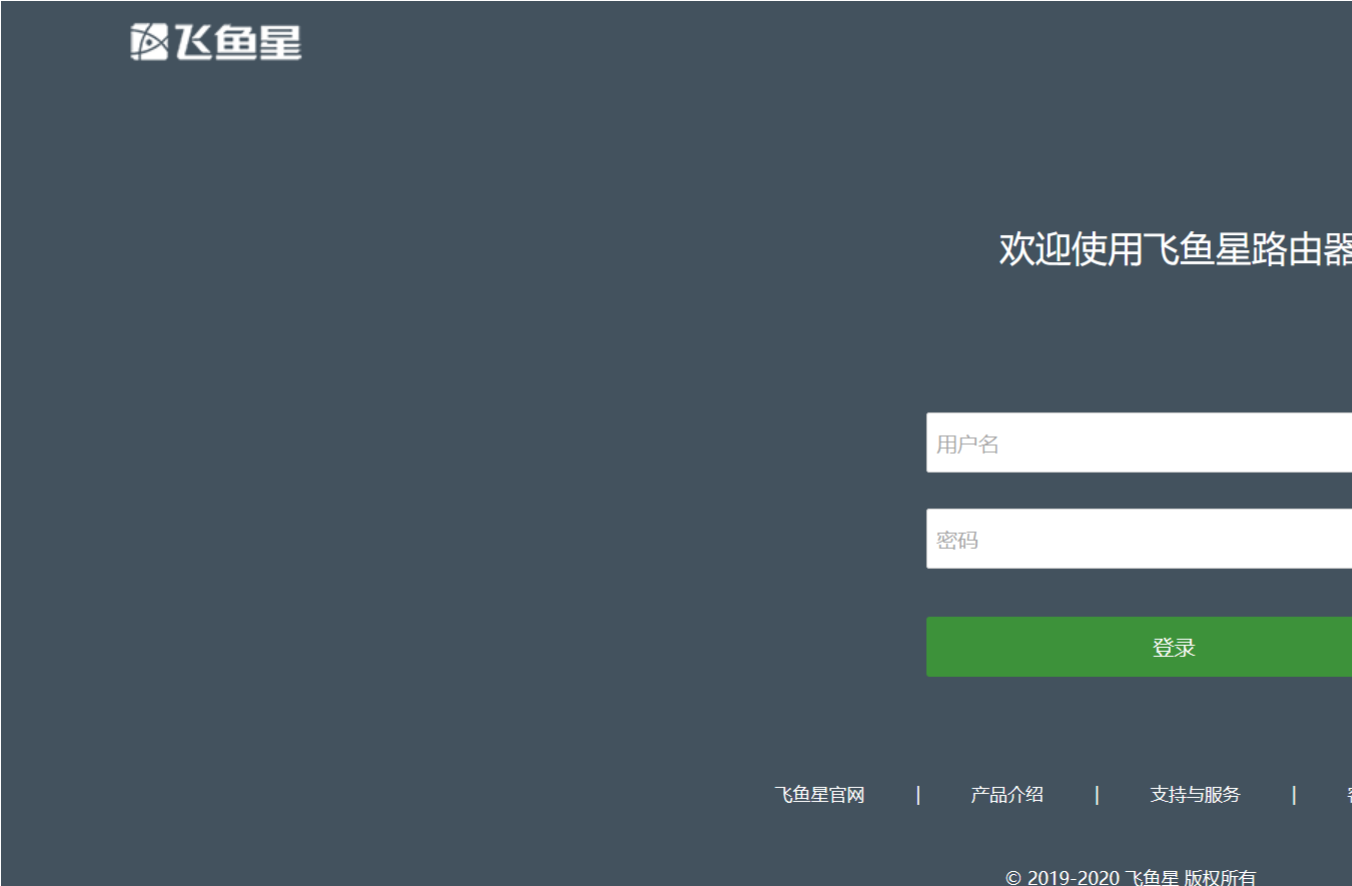 飞鱼星
欢迎使用飞鱼星路由器
用户名
密码
登录
飞鱼星官网 | 产品介绍 | 支持与服务 |
© 2019-2020 飞鱼星 版权所有